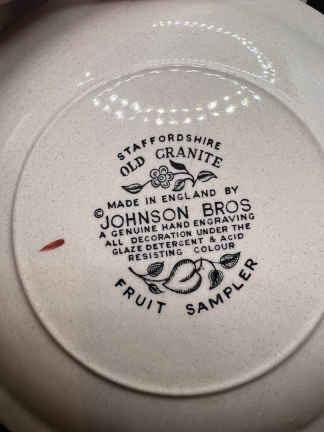 STAFFORDSHIRE
OLD GRANITE
MADE IN ENGLAND BY
© JOHNSON BROS
A GENUINE HAND ENGRAVING
ALL DECORATION UNDER THE
GLAZE DETERGENT & ACID
RESISTING COLOUR
FRUIT SAMPLER